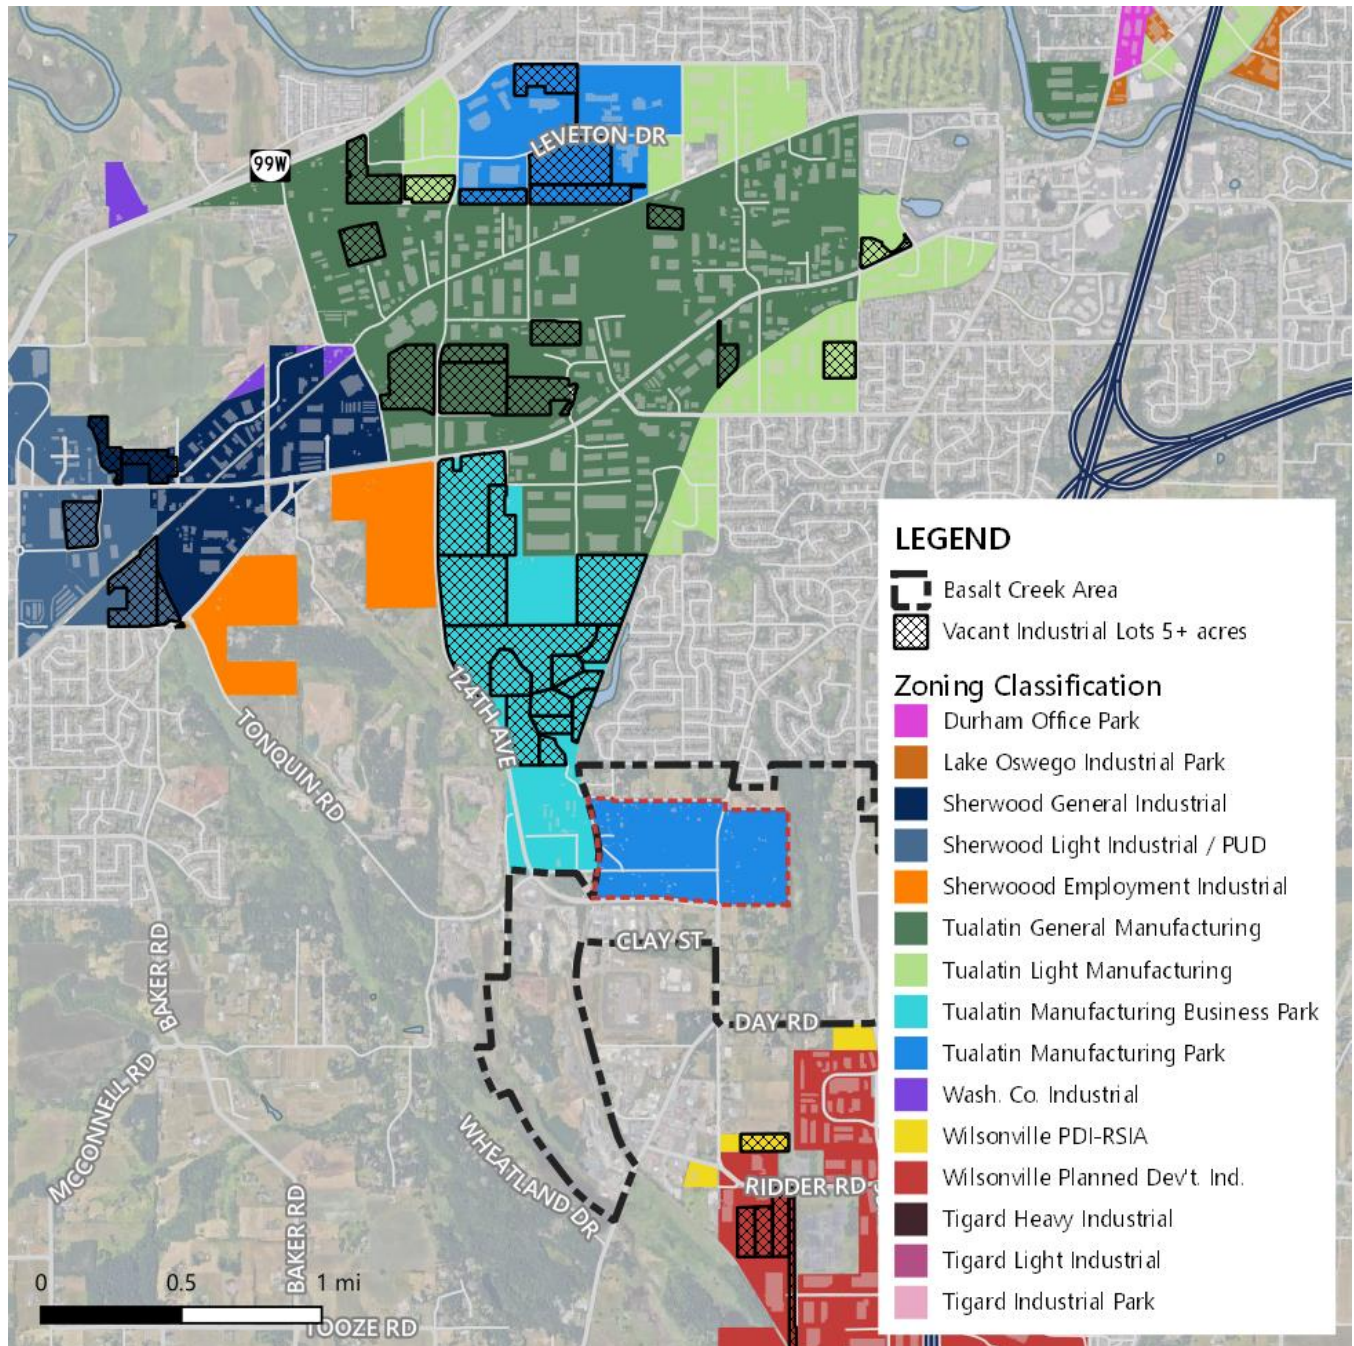 LEVETON DR
99W
LEGEND
Basalt Creek Area
Vacant Industrial Lots 5+ acres
Zoning Classification
Durham Office Park
Lake Oswego Industrial Park
Sherwood General Industrial
Sherwood Light Industrial / PUD
Sherwoood Employment Industrial
Tualatin General Manufacturing
Tualatin Light Manufacturing
Tualatin Manufacturing Business Park
Tualatin Manufacturing Park
Wash. Co. Industrial
Wilsonville PDI-RSIA
Wilsonville Planned Dev't. Ind.
Tigard Heavy Industrial
Tigard Light Industrial
Tigard Industrial Park
124TH AVE
TONQUIN RD
CLAY ST
BAKER RD
DAY RD
MCCONNELL RD
WHEATLAND DR
RIDDER RD
BAKER RD
0 0.5 1 mi
TOOZE RD